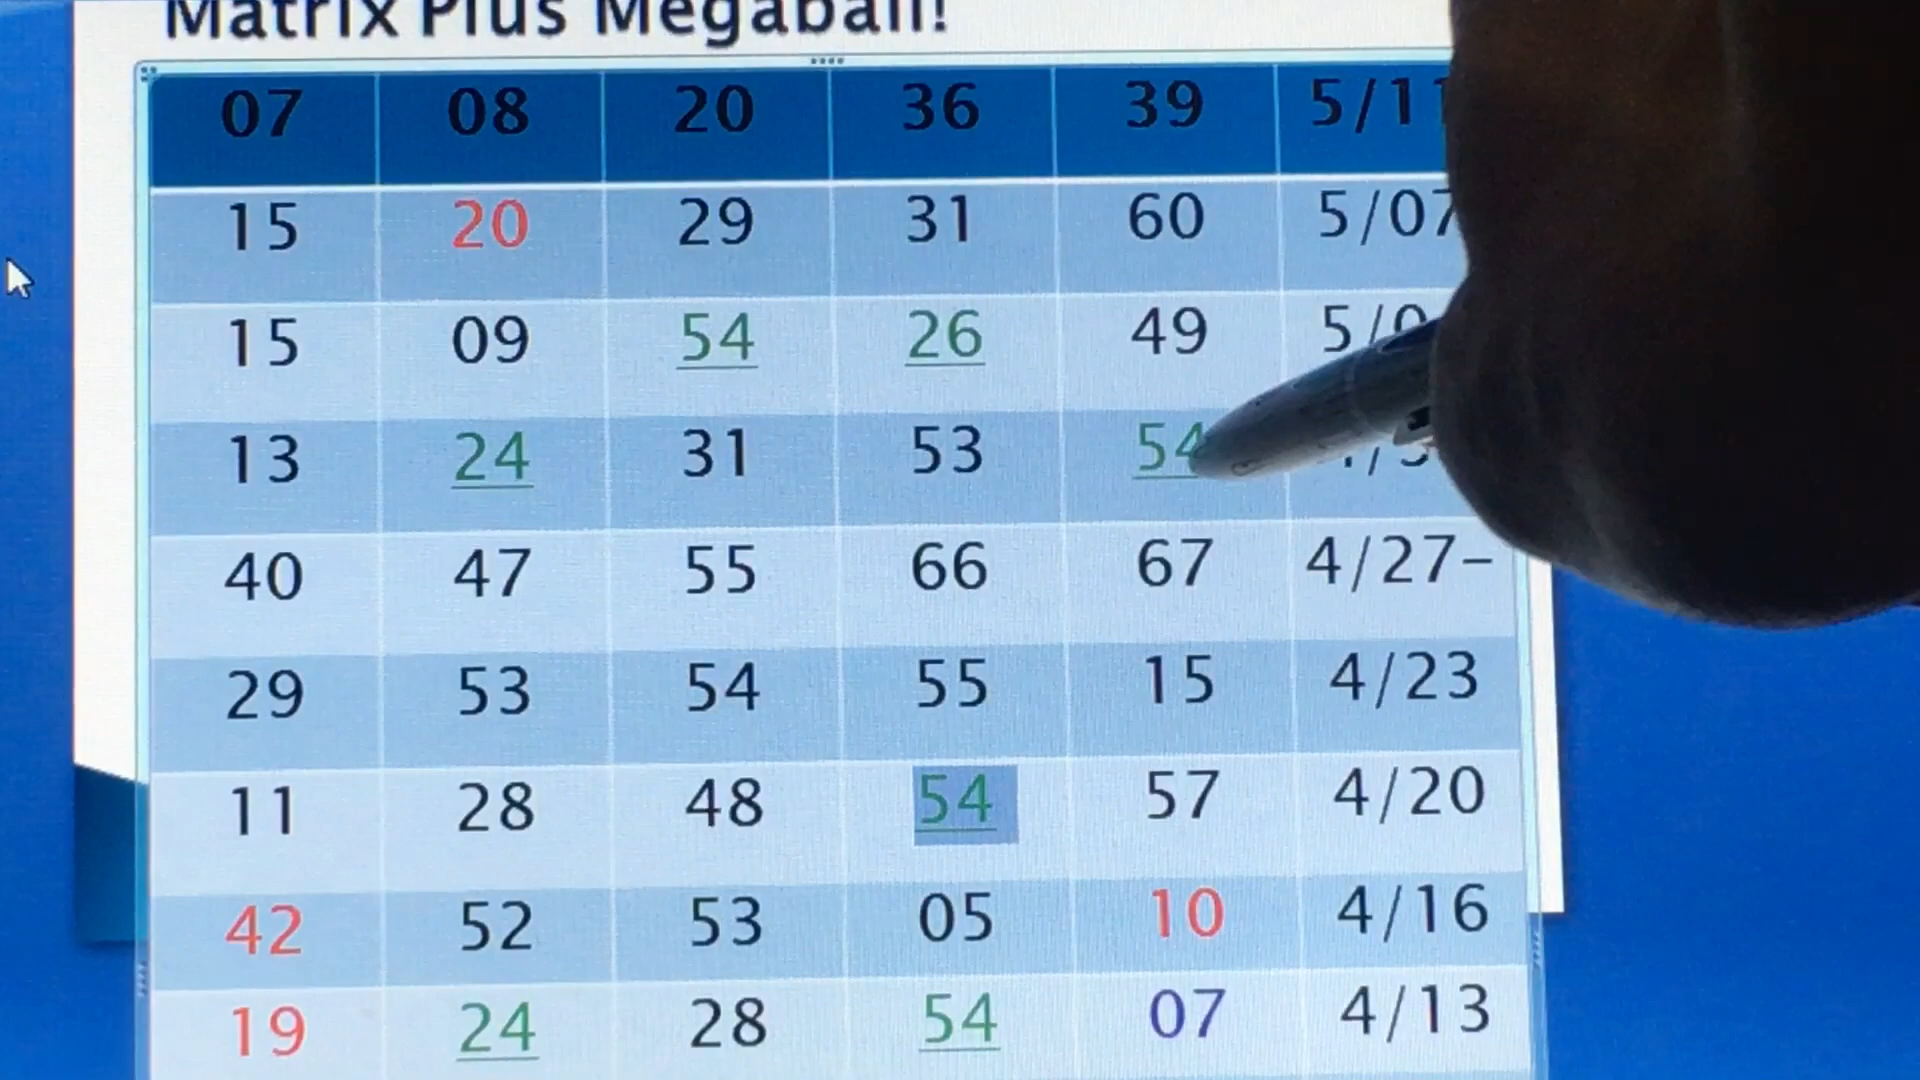 Matrix Plus Megaball!
07 08 20 36 39 5/11
15 20 29 31 60 5/07
15 09 54 26 49
13 24 31 53 54
40 47 55 66 67 4/27-
29 53 54 55 15 4/23
11 28 48 54 57 4/20
42 52 53 05 10 4/16
19 24 28 54 07 4/13